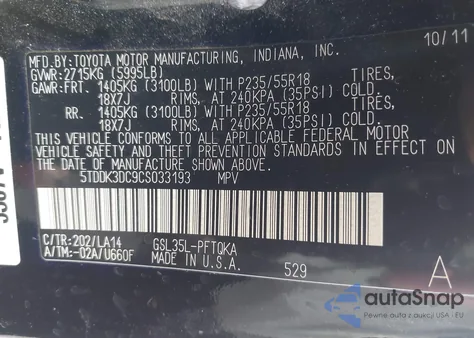 MFD.BY:TOYOTA MOTOR MANUFACTURING, INDIANA, INC. 10/11
GVWR: 2715KG (5995LB)
GAWR:FRT. 1405KG (3100LB) WITH P235/55R18 TIRES,
18X7J RIMS, AT 240KPA (35PSI) COLD.
RR. 1405KG (3100LB) WITH P235/55R18 TIRES,
18X7J RIMS, AT 240KPA (35PSI) COLD.
THIS VEHICLE CONFORMS TO ALL APPLICABLE FEDERAL MOTOR
VEHICLE SAFETY AND THEFT PREVENTION STANDARDS IN EFFECT ON
THE DATE OF MANUFACTURE SHOWN ABOVE.
5TDDK3DC9CS033193 MPV
C/TR:202/LA14 GSL35L-PFTQKA
A/TM:-02A/U660F MADE IN U.S.A. 529 A
autoSnap
Pewne auto z USA - EU